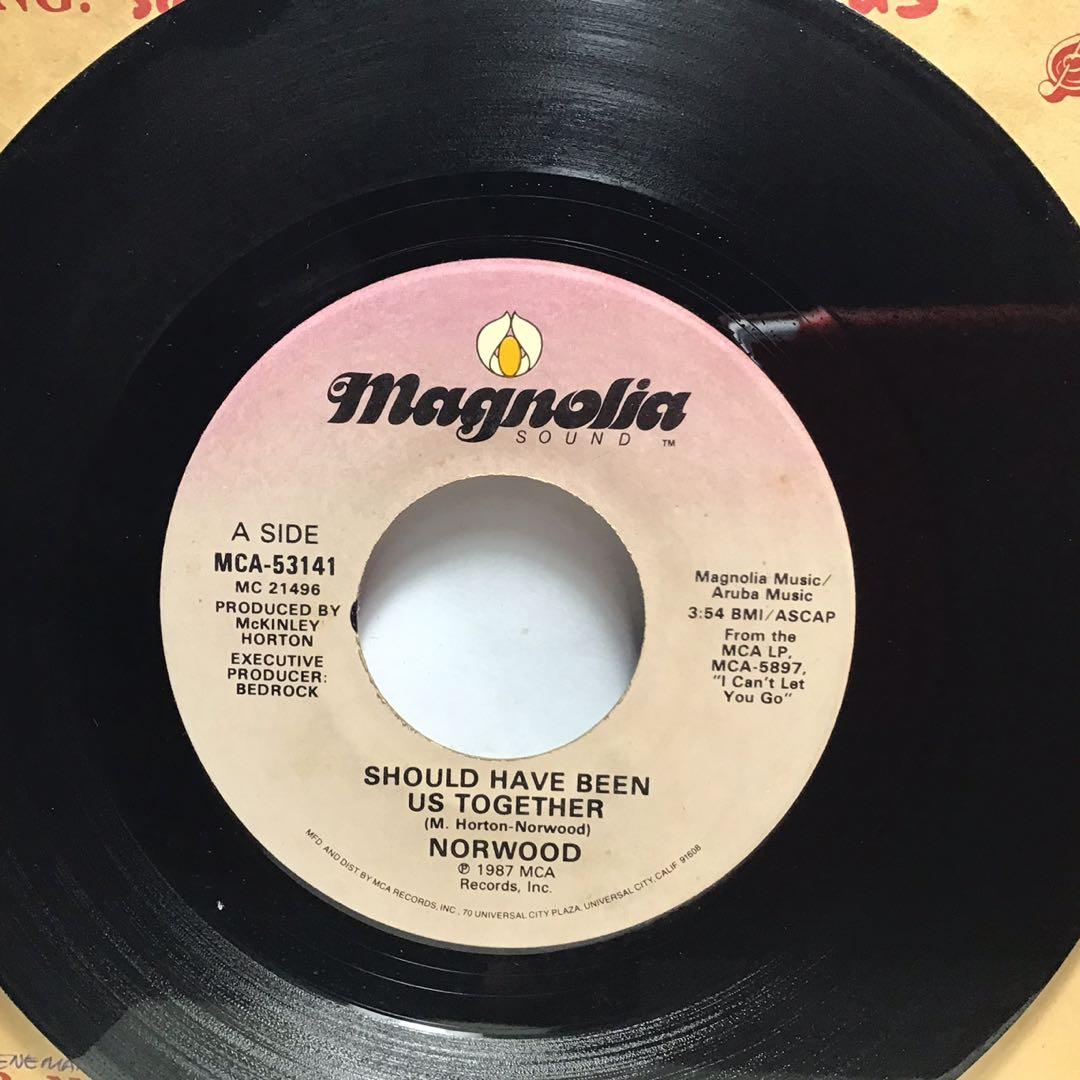 Magnolia
SOUND ™
A SIDE
MCA-53141
MC 21496
PRODUCED BY
McKINLEY
HORTON
EXECUTIVE
PRODUCER:
BEDROCK
Magnolia Music/
Aruba Music
3:54 BMI/ASCAP
From the
MCA LP,
MCA-5897,
"I Can't Let
You Go"
SHOULD HAVE BEEN
US TOGETHER
(M. Horton-Norwood)
NORWOOD
℗ 1987 MCA
Records, Inc.
MFD AND DIST BY MCA RECORDS, INC., 70 UNIVERSAL CITY PLAZA, UNIVERSAL CITY, CALIF. 91608